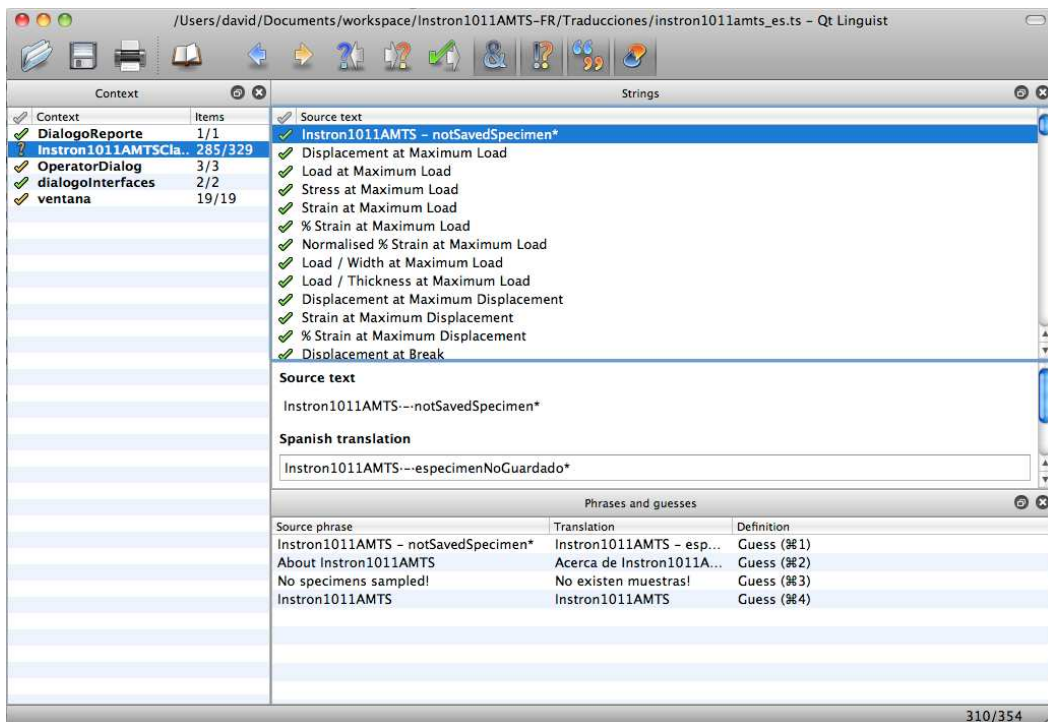 /Users/david/Documents/workspace/Instron1011AMTS-FR/Traducciones/instron1011amts_es.ts - Qt Linguist
Context
Context Items
DialogoReporte 1/1
Instron1011AMTSCla.. 285/329
OperatorDialog 3/3
dialogoInterfaces 2/2
ventana 19/19
Strings
Source text
Instron1011AMTS - notSavedSpecimen*
Displacement at Maximum Load
Load at Maximum Load
Stress at Maximum Load
Strain at Maximum Load
% Strain at Maximum Load
Normalised % Strain at Maximum Load
Load / Width at Maximum Load
Load / Thickness at Maximum Load
Displacement at Maximum Displacement
Strain at Maximum Displacement
% Strain at Maximum Displacement
Displacement at Break
Source text
Instron1011AMTS·-·notSavedSpecimen*
Spanish translation
Instron1011AMTS·-·especimenNoGuardado*
Phrases and guesses
Source phrase Translation Definition
Instron1011AMTS - notSavedSpecimen* Instron1011AMTS - esp... Guess (⌘1)
About Instron1011AMTS Acerca de Instron1011A... Guess (⌘2)
No specimens sampled! No existen muestras! Guess (⌘3)
Instron1011AMTS Instron1011AMTS Guess (⌘4)
310/354